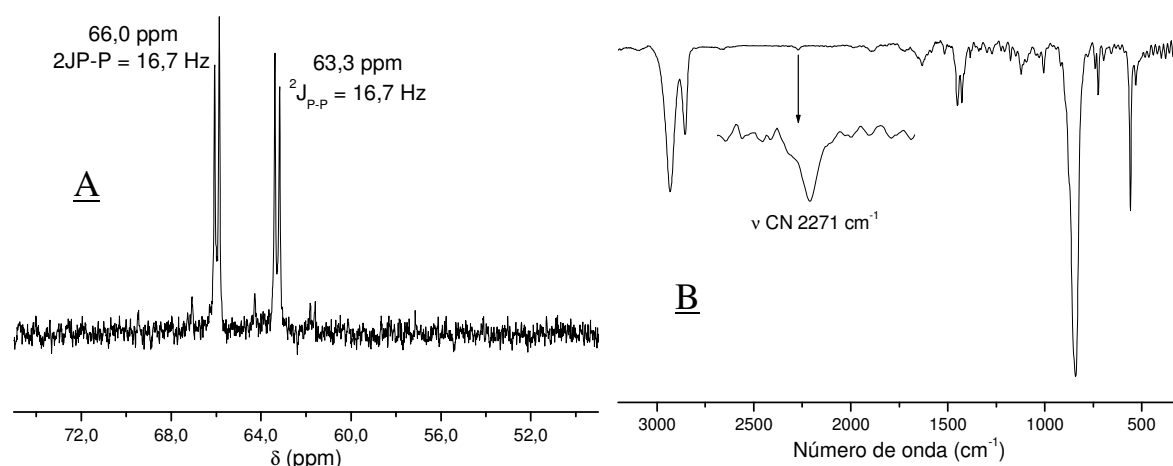 66,0 ppm
2JP-P = 16,7 Hz
63,3 ppm
²J_P-P = 16,7 Hz
A
72,0 68,0 64,0 60,0 56,0 52,0
δ (ppm)
ν CN 2271 cm⁻¹
B
3000 2500 2000 1500 1000 500
Número de onda (cm⁻¹)